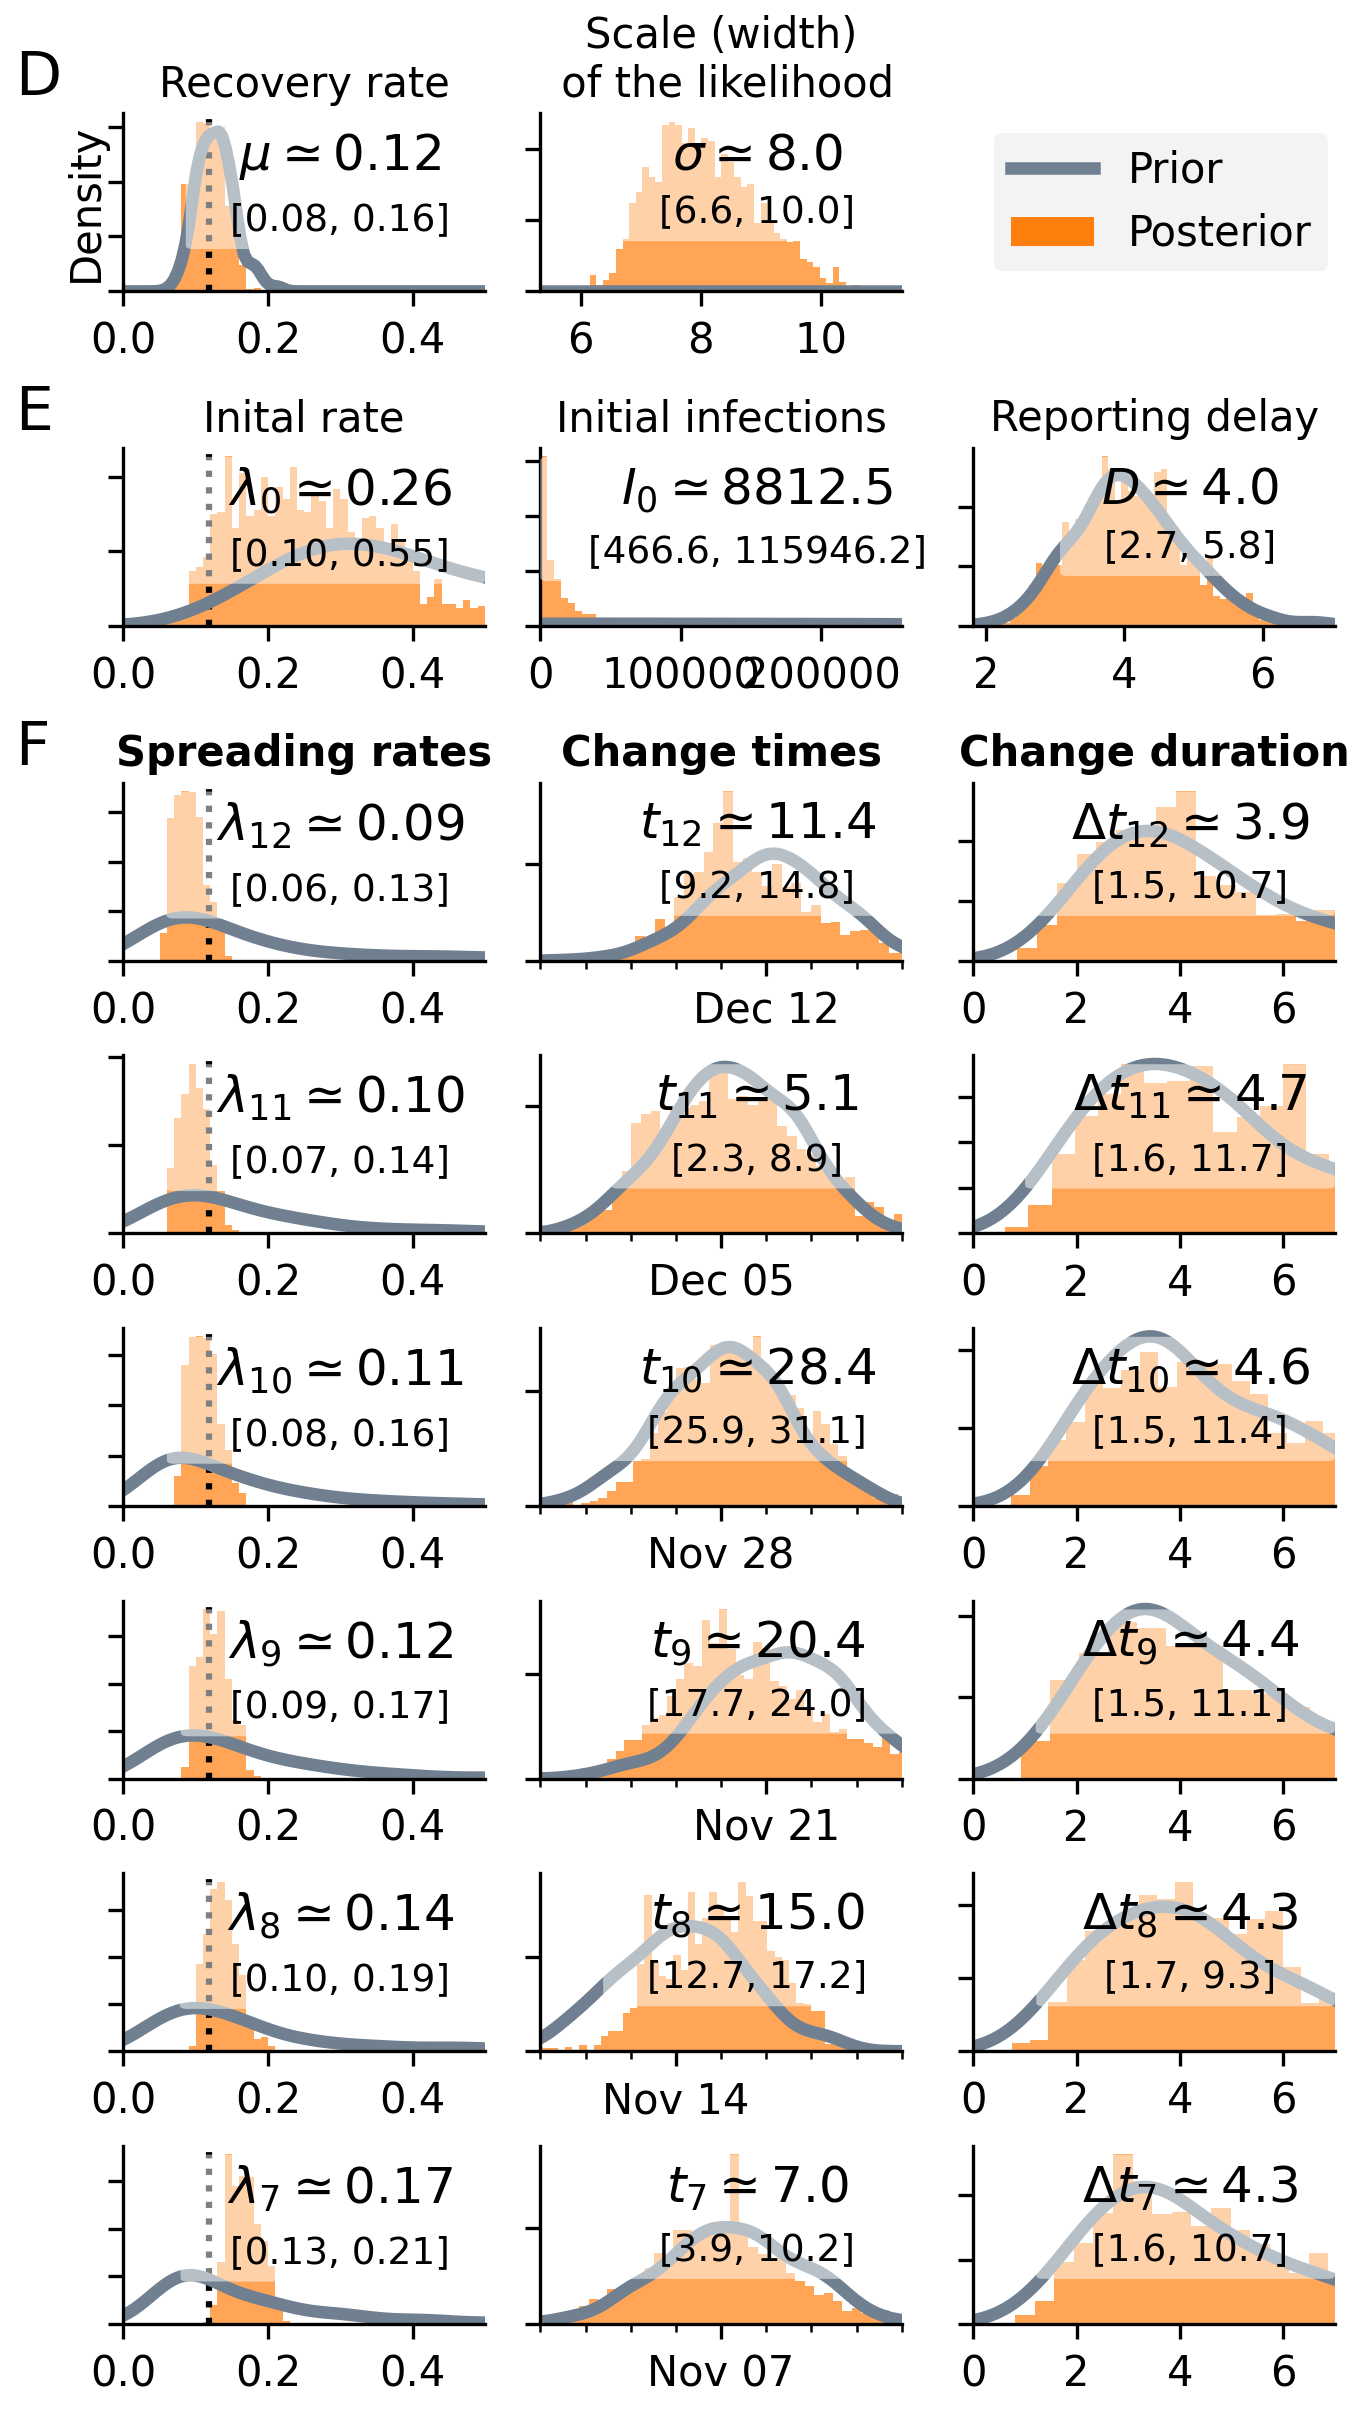 D
Recovery rate
Scale (width)
of the likelihood
Density
μ ≃ 0.12
[0.08, 0.16]
0.0 0.2 0.4
σ ≃ 8.0
[6.6, 10.0]
6 8 10
Prior
Posterior
E
Inital rate
λ₀ ≃ 0.26
[0.10, 0.55]
0.0 0.2 0.4
Initial infections
I₀ ≃ 8812.5
[466.6, 115946.2]
0 100000 200000
Reporting delay
D ≃ 4.0
[2.7, 5.8]
2 4 6
F
Spreading rates
Change times
Change duration
λ₁₂ ≃ 0.09
[0.06, 0.13]
0.0 0.2 0.4
t₁₂ ≃ 11.4
[9.2, 14.8]
Dec 12
Δt₁₂ ≃ 3.9
[1.5, 10.7]
0 2 4 6
λ₁₁ ≃ 0.10
[0.07, 0.14]
0.0 0.2 0.4
t₁₁ ≃ 5.1
[2.3, 8.9]
Dec 05
Δt₁₁ ≃ 4.7
[1.6, 11.7]
0 2 4 6
λ₁₀ ≃ 0.11
[0.08, 0.16]
0.0 0.2 0.4
t₁₀ ≃ 28.4
[25.9, 31.1]
Nov 28
Δt₁₀ ≃ 4.6
[1.5, 11.4]
0 2 4 6
λ₉ ≃ 0.12
[0.09, 0.17]
0.0 0.2 0.4
t₉ ≃ 20.4
[17.7, 24.0]
Nov 21
Δt₉ ≃ 4.4
[1.5, 11.1]
0 2 4 6
λ₈ ≃ 0.14
[0.10, 0.19]
0.0 0.2 0.4
t₈ ≃ 15.0
[12.7, 17.2]
Nov 14
Δt₈ ≃ 4.3
[1.7, 9.3]
0 2 4 6
λ₇ ≃ 0.17
[0.13, 0.21]
0.0 0.2 0.4
t₇ ≃ 7.0
[3.9, 10.2]
Nov 07
Δt₇ ≃ 4.3
[1.6, 10.7]
0 2 4 6